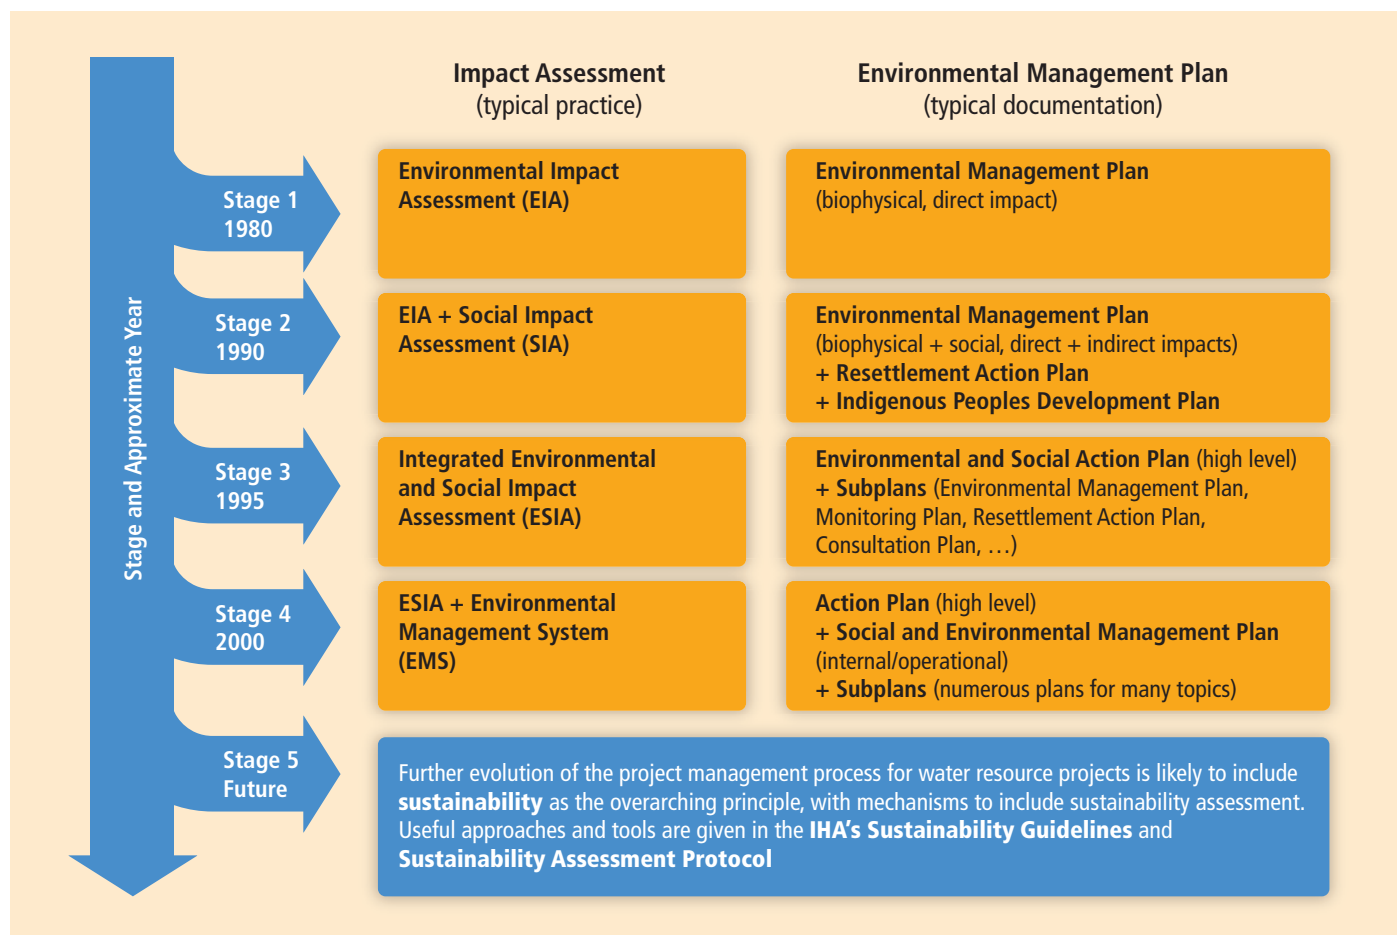 Impact Assessment
(typical practice)
Environmental Management Plan
(typical documentation)
Stage and Approximate Year
Stage 1
1980
Environmental Impact
Assessment (EIA)
Environmental Management Plan
(biophysical, direct impact)
Stage 2
1990
EIA + Social Impact
Assessment (SIA)
Environmental Management Plan
(biophysical + social, direct + indirect impacts)
+ Resettlement Action Plan
+ Indigenous Peoples Development Plan
Stage 3
1995
Integrated Environmental
and Social Impact
Assessment (ESIA)
Environmental and Social Action Plan (high level)
+ Subplans (Environmental Management Plan,
Monitoring Plan, Resettlement Action Plan,
Consultation Plan, …)
Stage 4
2000
ESIA + Environmental
Management System
(EMS)
Action Plan (high level)
+ Social and Environmental Management Plan
(internal/operational)
+ Subplans (numerous plans for many topics)
Stage 5
Future
Further evolution of the project management process for water resource projects is likely to include
sustainability as the overarching principle, with mechanisms to include sustainability assessment.
Useful approaches and tools are given in the IHA’s Sustainability Guidelines and
Sustainability Assessment Protocol